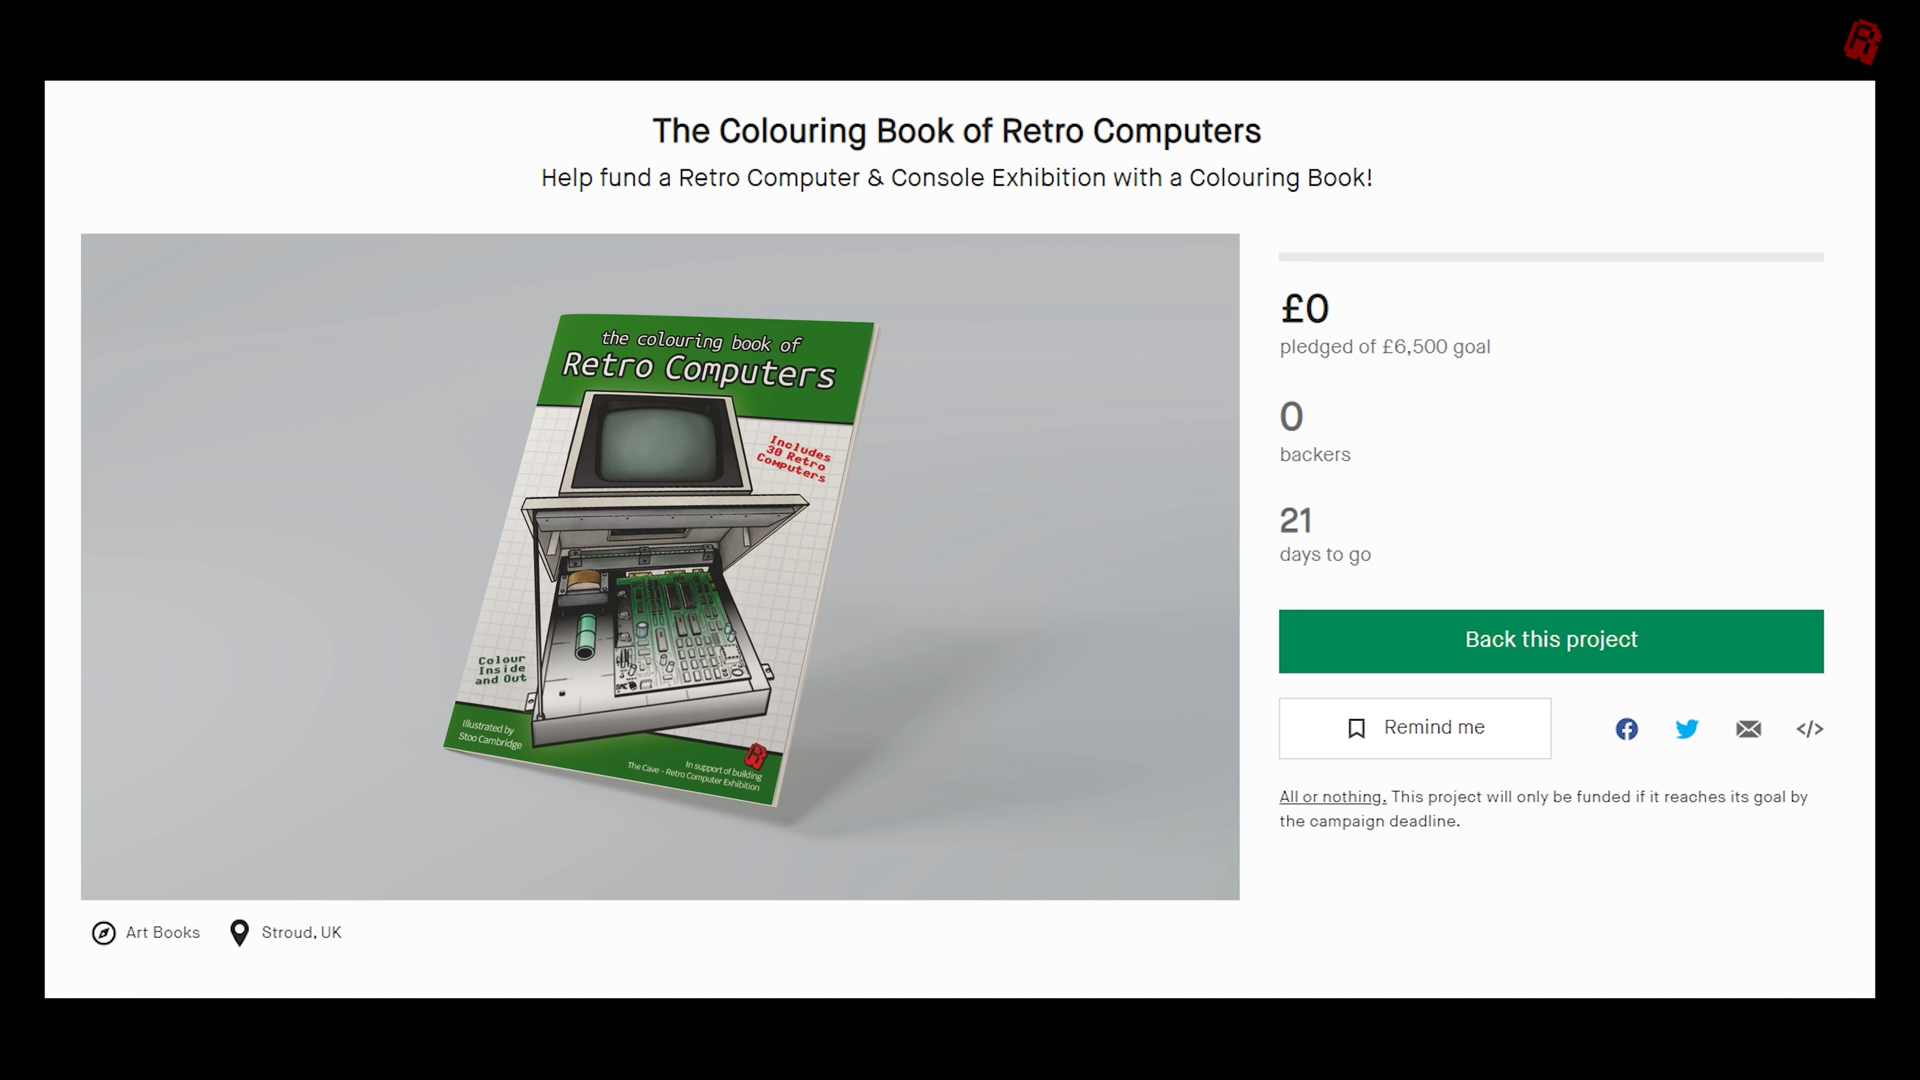 The Colouring Book of Retro Computers
Help fund a Retro Computer & Console Exhibition with a Colouring Book!
the colouring book of
Retro Computers
Includes
30 Retro
Computers
Colour
Inside
and Out
Illustrated by
Stoo Cambridge
In support of building
The Cave - Retro Computer Exhibition
£0
pledged of £6,500 goal
0
backers
21
days to go
Back this project
Remind me
All or nothing. This project will only be funded if it reaches its goal by
the campaign deadline.
Art Books
Stroud, UK